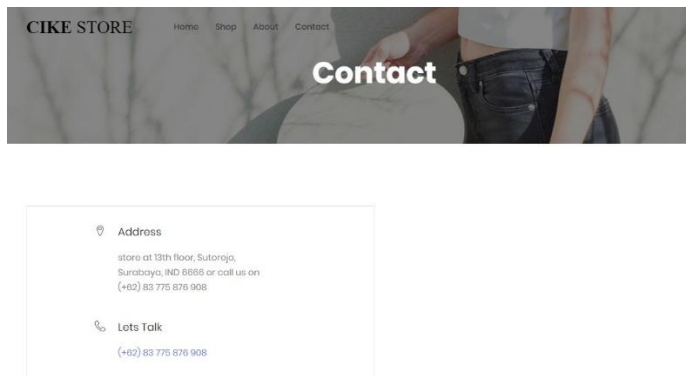 CIKE STORE
Home Shop About Contact
Contact
Address
store at 13th floor, Sutorejo,
Surabaya, IND 6666 or call us on
(+62) 83 775 876 908
Lets Talk
(+62) 83 775 876 908